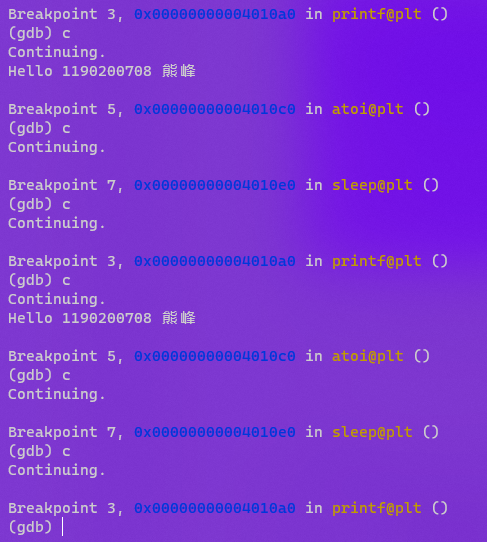 Breakpoint 3, 0x00000000004010a0 in printf@plt ()
(gdb) c
Continuing.
Hello 1190200708 熊峰
Breakpoint 5, 0x00000000004010c0 in atoi@plt ()
(gdb) c
Continuing.
Breakpoint 7, 0x00000000004010e0 in sleep@plt ()
(gdb) c
Continuing.
Breakpoint 3, 0x00000000004010a0 in printf@plt ()
(gdb) c
Continuing.
Hello 1190200708 熊峰
Breakpoint 5, 0x00000000004010c0 in atoi@plt ()
(gdb) c
Continuing.
Breakpoint 7, 0x00000000004010e0 in sleep@plt ()
(gdb) c
Continuing.
Breakpoint 3, 0x00000000004010a0 in printf@plt ()
(gdb)